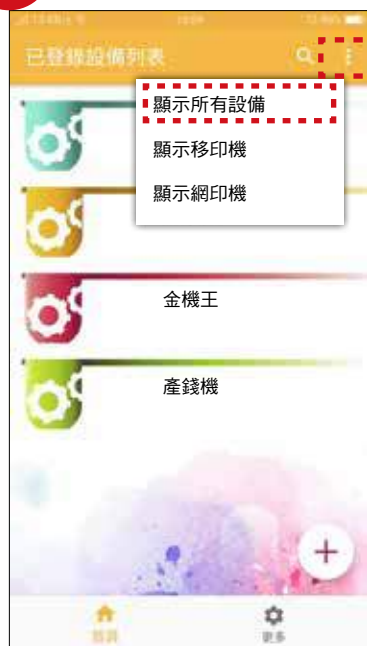 已登錄設備列表
顯示所有設備
顯示移印機
顯示網印機
金機王
產錢機
首頁
更多